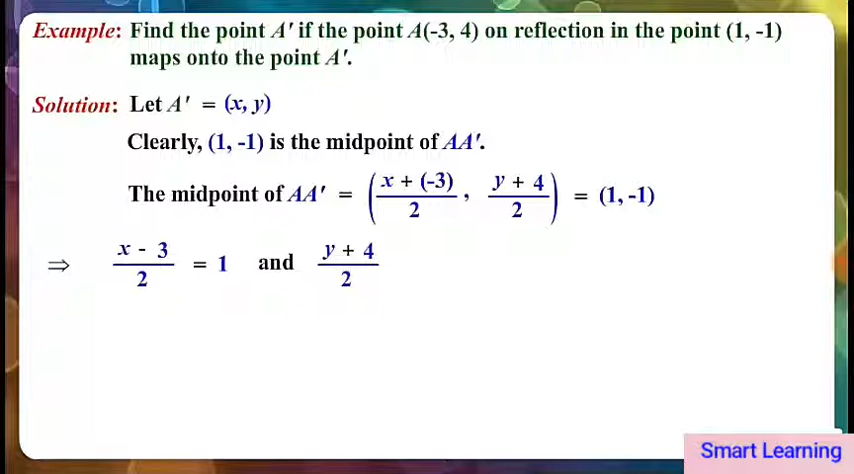 Example: Find the point A′ if the point A(-3, 4) on reflection in the point (1, -1)
maps onto the point A′.
Solution: Let A′ = (x, y)
Clearly, (1, -1) is the midpoint of AA′.
The midpoint of AA′ = ( x + (-3) / 2 , y + 4 / 2 ) = (1, -1)
⇒ x - 3 / 2 = 1 and y + 4 / 2
Smart Learning